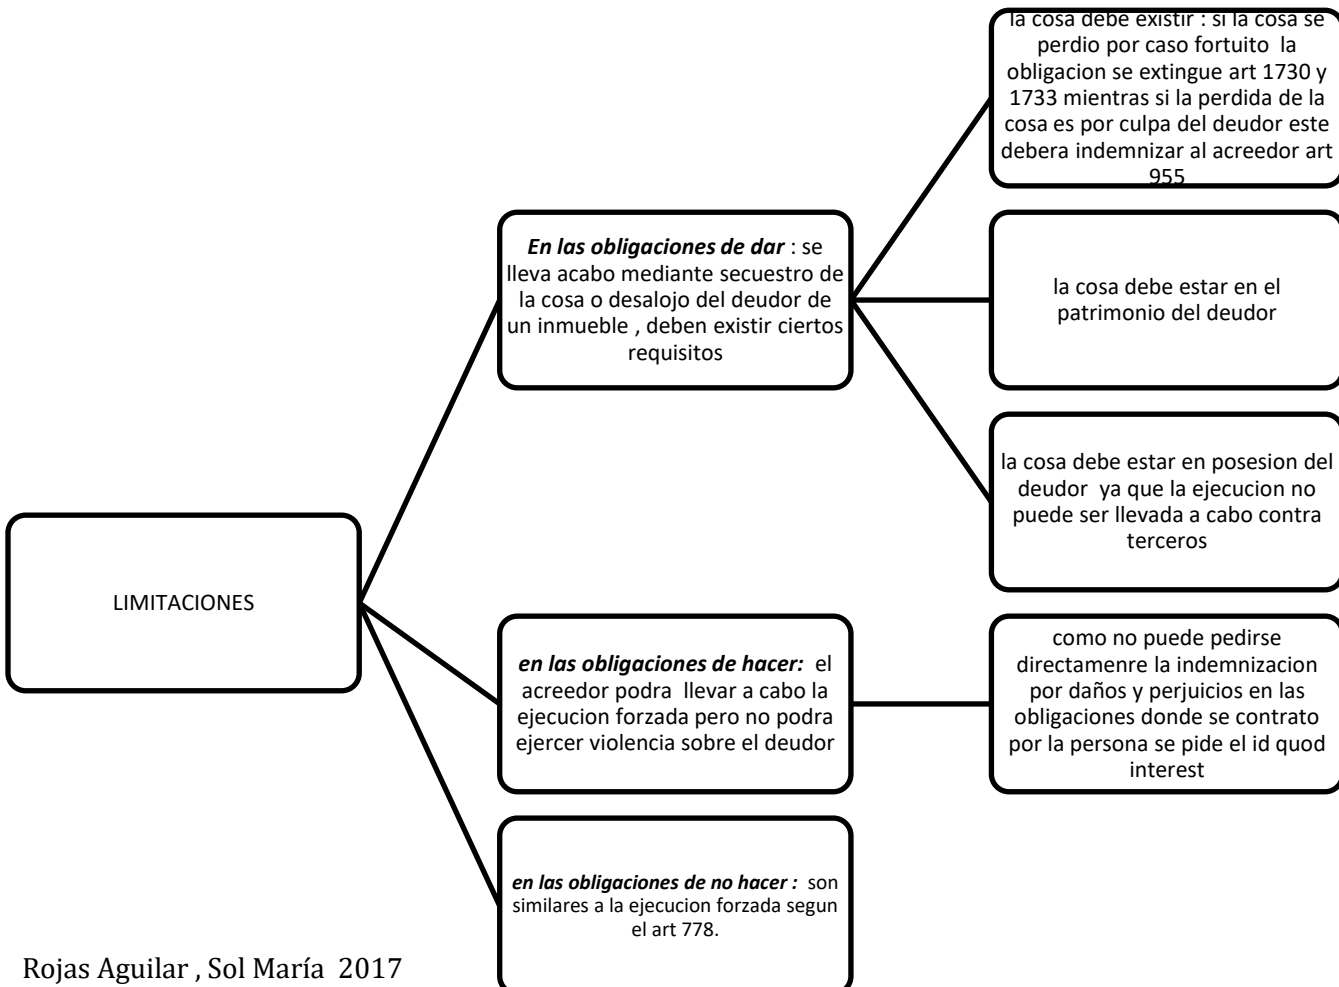 LIMITACIONES
En las obligaciones de dar : se
lleva acabo mediante secuestro de
la cosa o desalojo del deudor de
un inmueble , deben existir ciertos
requisitos
la cosa debe existir : si la cosa se
perdio por caso fortuito la
obligacion se extingue art 1730 y
1733 mientras si la perdida de la
cosa es por culpa del deudor este
debera indemnizar al acreedor art
955
la cosa debe estar en el
patrimonio del deudor
la cosa debe estar en posesion del
deudor ya que la ejecucion no
puede ser llevada a cabo contra
terceros
en las obligaciones de hacer: el
acreedor podra llevar a cabo la
ejecucion forzada pero no podra
ejercer violencia sobre el deudor
como no puede pedirse
directamenre la indemnizacion
por daños y perjuicios en las
obligaciones donde se contrato
por la persona se pide el id quod
interest
en las obligaciones de no hacer : son
similares a la ejecucion forzada segun
el art 778.
Rojas Aguilar , Sol María 2017